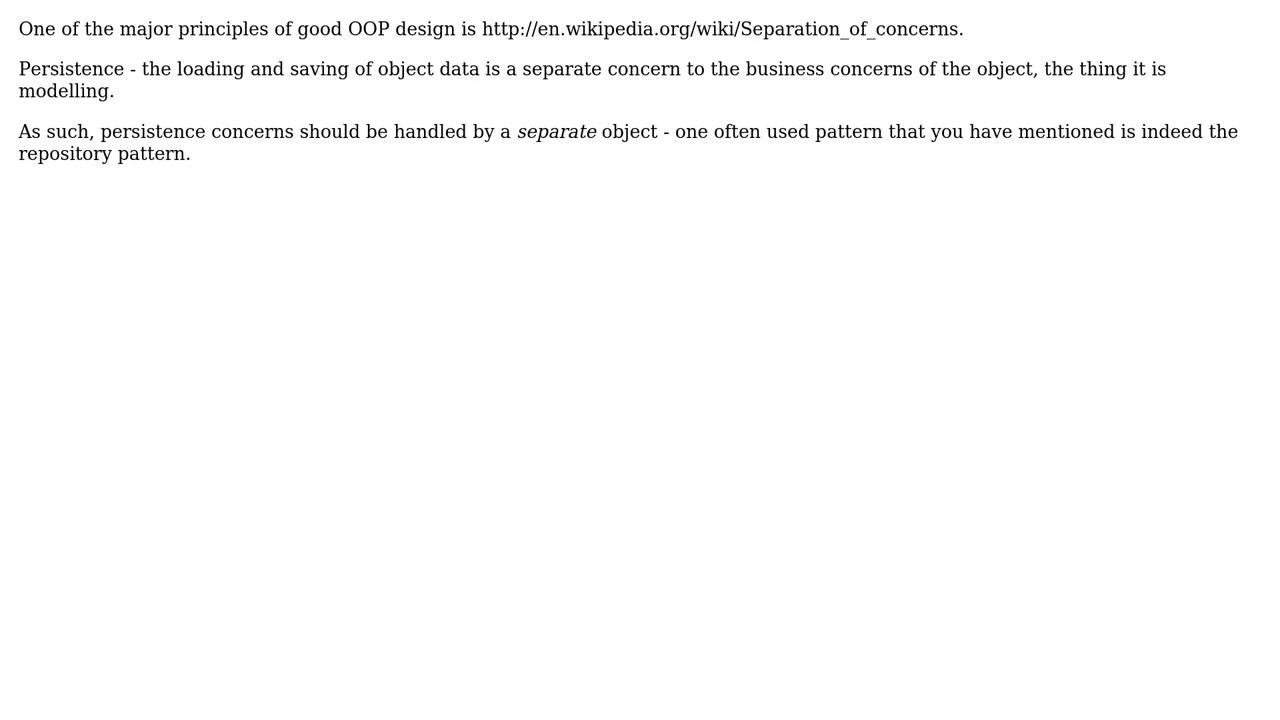 One of the major principles of good OOP design is http://en.wikipedia.org/wiki/Separation_of_concerns.
Persistence - the loading and saving of object data is a separate concern to the business concerns of the object, the thing it is
modelling.
As such, persistence concerns should be handled by a separate object - one often used pattern that you have mentioned is indeed the
repository pattern.